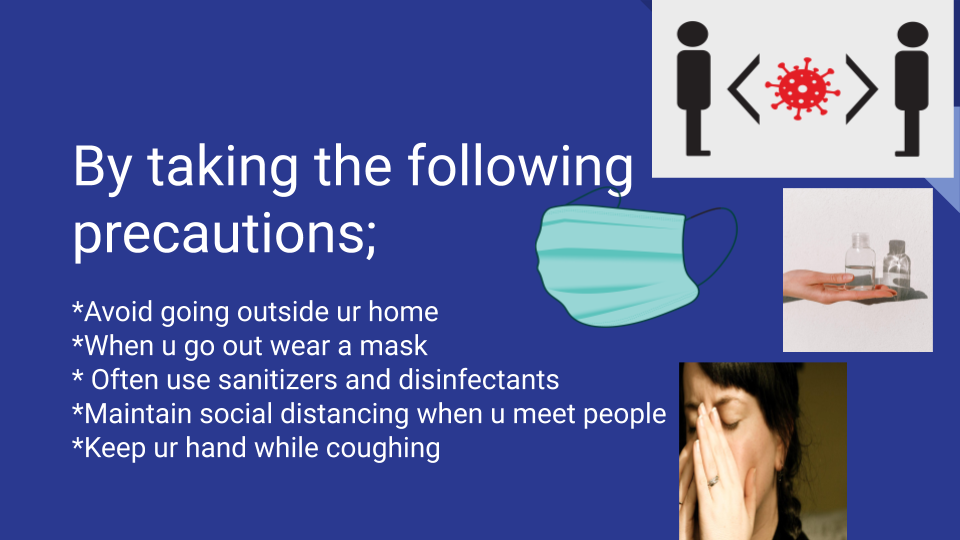 By taking the following
precautions;
*Avoid going outside ur home
*When u go out wear a mask
* Often use sanitizers and disinfectants
*Maintain social distancing when u meet people
*Keep ur hand while coughing